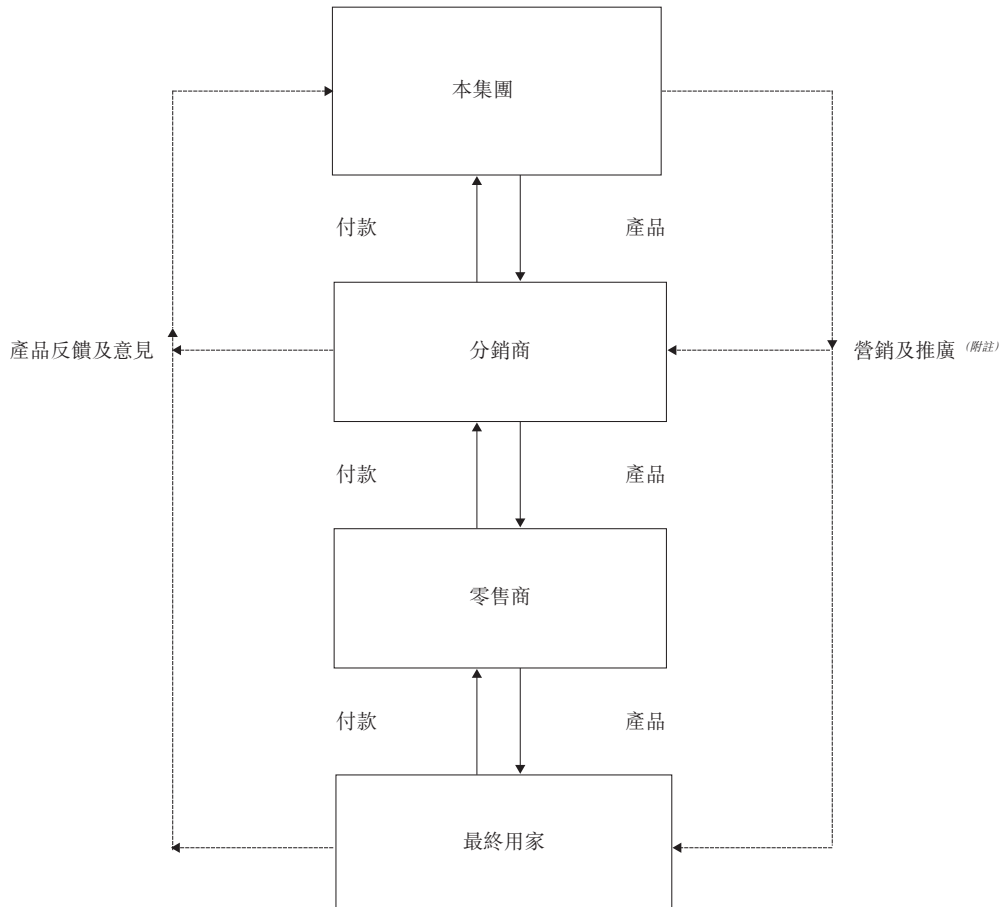 本集團
付款
產品
產品反饋及意見
分銷商
營銷及推廣 (附註)
付款
產品
零售商
付款
產品
最終用家